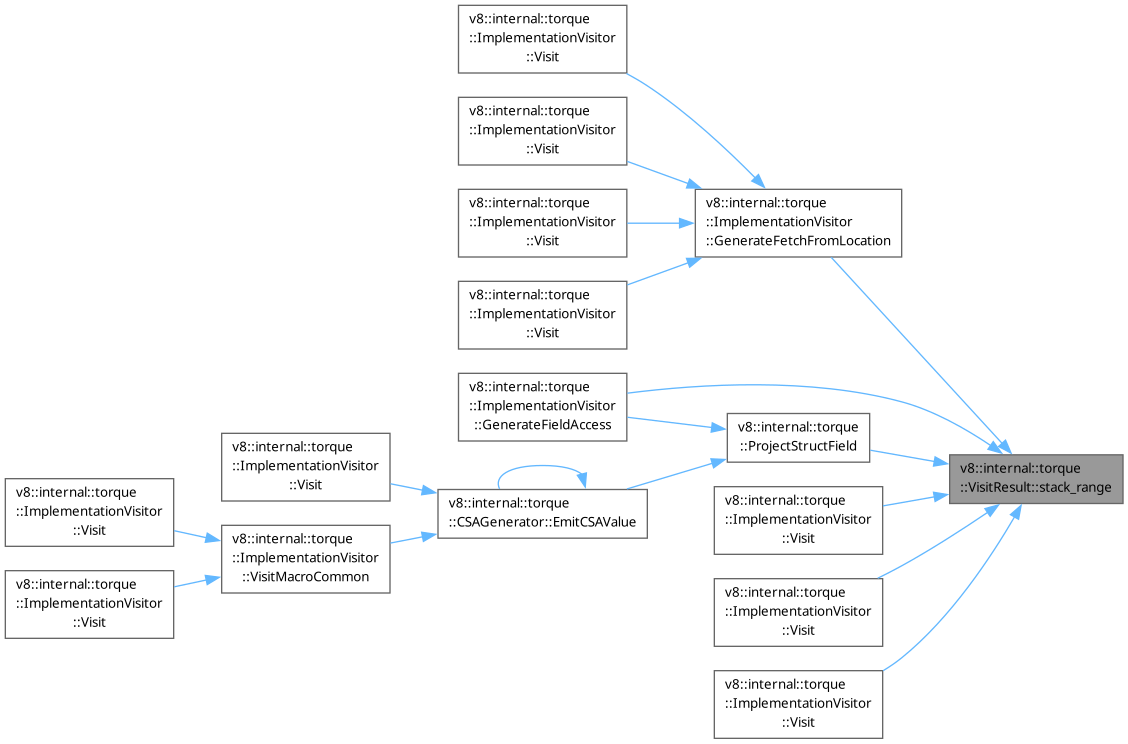 v8::internal::torque
::ImplementationVisitor
::Visit
v8::internal::torque
::ImplementationVisitor
::Visit
v8::internal::torque
::ImplementationVisitor
::Visit
v8::internal::torque
::ImplementationVisitor
::GenerateFetchFromLocation
v8::internal::torque
::ImplementationVisitor
::Visit
v8::internal::torque
::ImplementationVisitor
::GenerateFieldAccess
v8::internal::torque
::ProjectStructField
v8::internal::torque
::ImplementationVisitor
::Visit
v8::internal::torque
::VisitResult::stack_range
v8::internal::torque
::ImplementationVisitor
::Visit
v8::internal::torque
::CSAGenerator::EmitCSAValue
v8::internal::torque
::ImplementationVisitor
::Visit
v8::internal::torque
::ImplementationVisitor
::VisitMacroCommon
v8::internal::torque
::ImplementationVisitor
::Visit
v8::internal::torque
::ImplementationVisitor
::Visit
v8::internal::torque
::ImplementationVisitor
::Visit